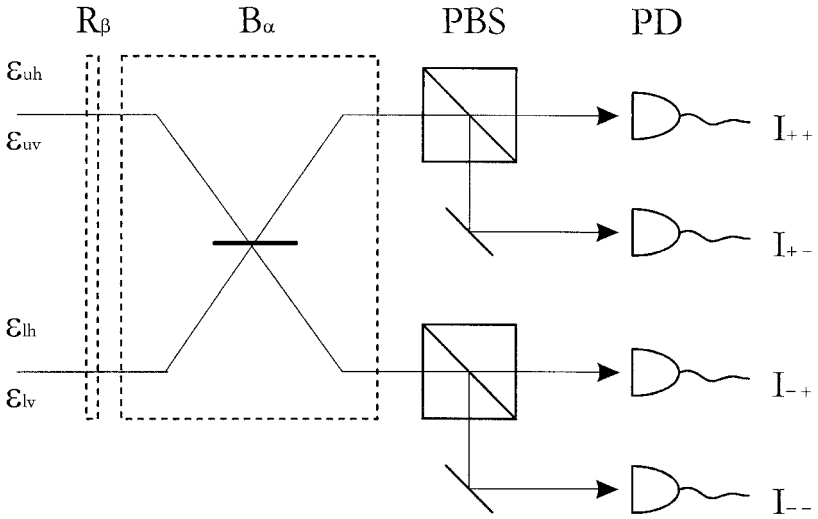 Rβ Bα PBS PD
εuh
εuv
I++
I+-
εlh
εlv
I-+
I--